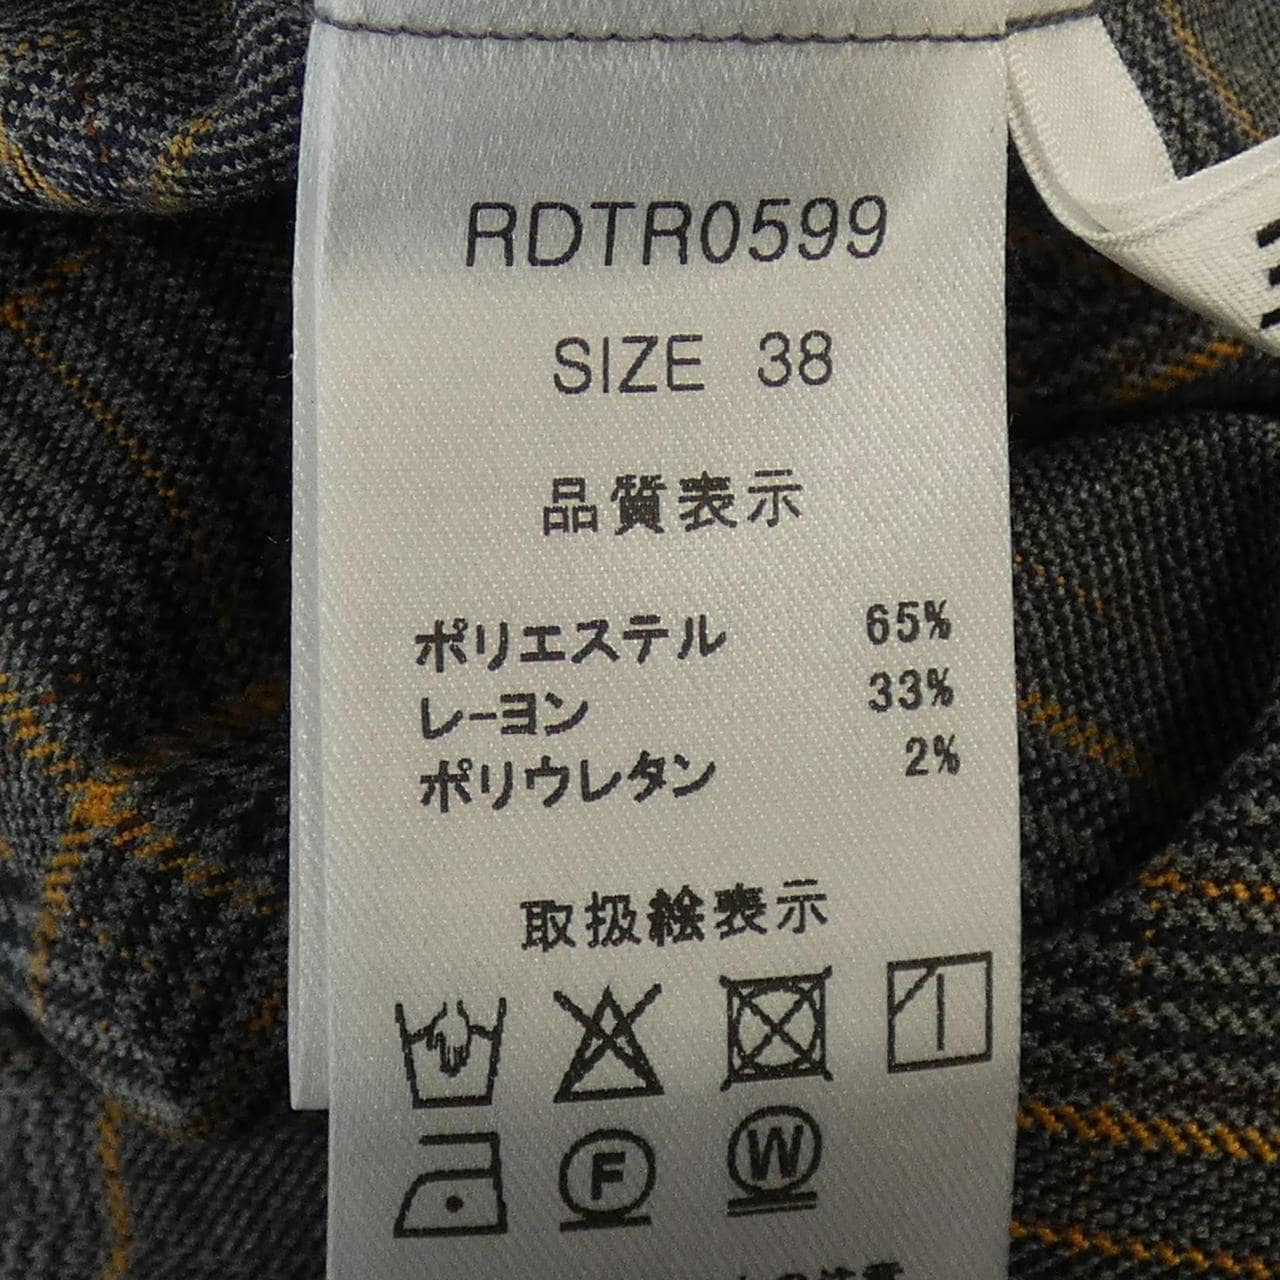 RDTR0599
SIZE 38
品質表示
ポリエステル 65%
レーヨン 33%
ポリウレタン 2%
取扱絵表示
F
W